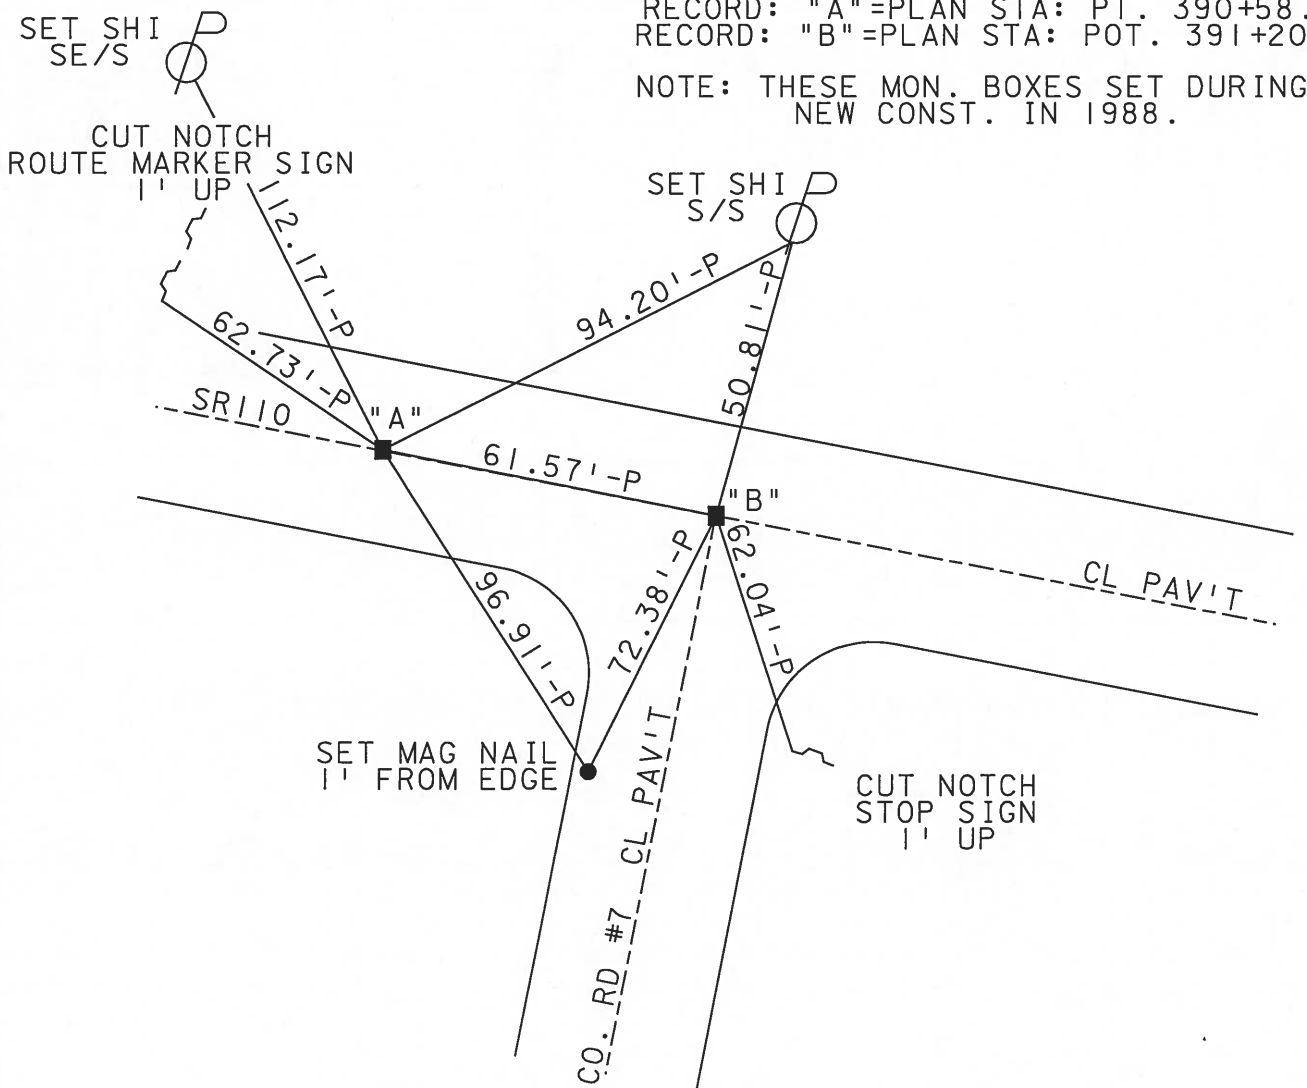 RECORD: "A"=PLAN STA: PT. 390+58.
RECORD: "B"=PLAN STA: POT. 391+20
NOTE: THESE MON. BOXES SET DURING
NEW CONST. IN 1988.
SET SHI
SE/S
CUT NOTCH
ROUTE MARKER SIGN
1' UP
SET SHI
S/S
112.17'-P
94.20'-P
50.81'-P
62.73'-P
SR110
"A"
61.57'-P
"B"
96.91'-P
72.38'-P
62.04'-P
CL PAV'T
SET MAG NAIL
1' FROM EDGE
CUT NOTCH
STOP SIGN
1' UP
CO. RD #7 CL PAV'T